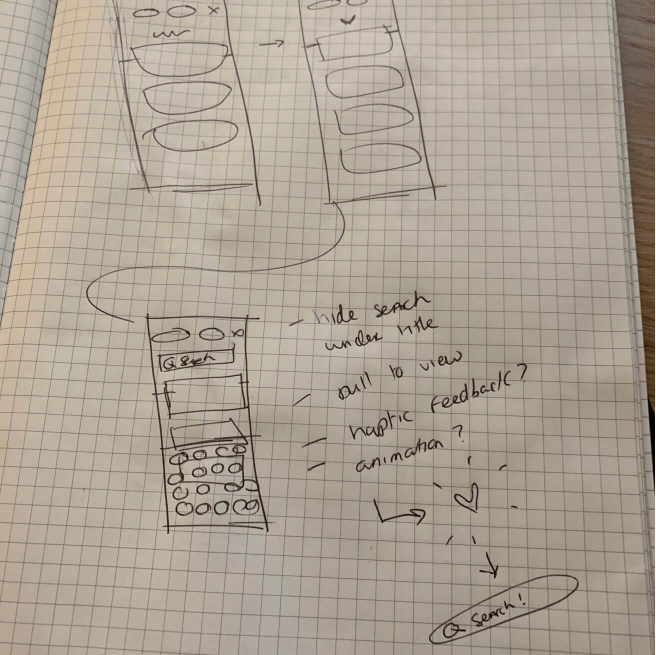 x
x
Search
- hide search
under title
- pull to view
- haptic feedback?
- animation?
Search!